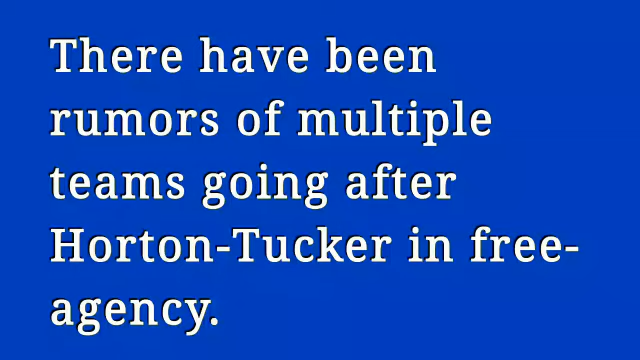 There have been
rumors of multiple
teams going after
Horton-Tucker in free-
agency.